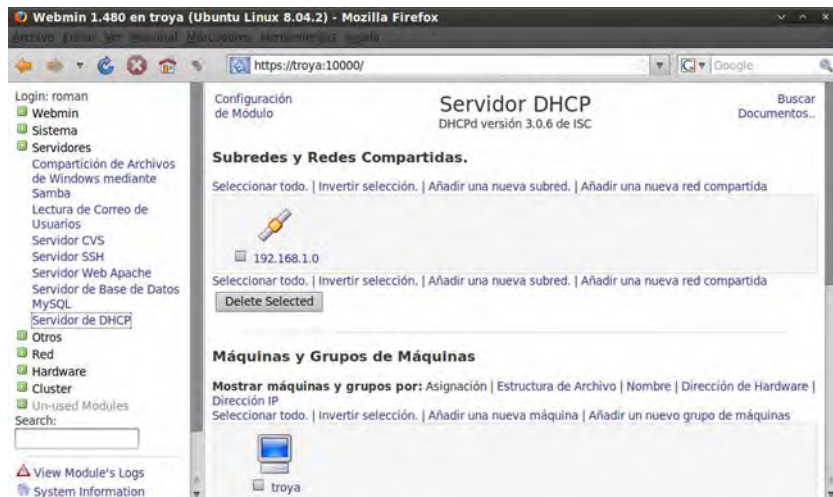 Webmin 1.480 en troya (Ubuntu Linux 8.04.2) - Mozilla Firefox
Archivo Editar Ver Historial Marcadores Herramientas Ayuda
https://troya:10000/
Google
Login: roman
Webmin
Sistema
Servidores
Compartición de Archivos
de Windows mediante
Samba
Lectura de Correo de
Usuarios
Servidor CVS
Servidor SSH
Servidor Web Apache
Servidor de Base de Datos
MySQL
Servidor de DHCP
Otros
Red
Hardware
Cluster
Un-used Modules
Search:
View Module's Logs
System Information
Configuración
de Módulo
Servidor DHCP
DHCPd versión 3.0.6 de ISC
Buscar
Documentos..
Subredes y Redes Compartidas.
Seleccionar todo. | Invertir selección. | Añadir una nueva subred. | Añadir una nueva red compartida
192.168.1.0
Seleccionar todo. | Invertir selección. | Añadir una nueva subred. | Añadir una nueva red compartida
Delete Selected
Máquinas y Grupos de Máquinas
Mostrar máquinas y grupos por: Asignación | Estructura de Archivo | Nombre | Dirección de Hardware |
Dirección IP
Seleccionar todo. | Invertir selección. | Añadir una nueva máquina | Añadir un nuevo grupo de máquinas
troya